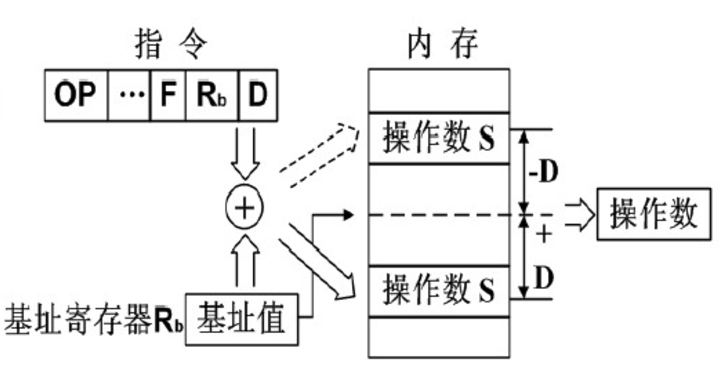 指令
内存
OP ··· F Rb D
操作数 S
-D
+
操作数
+
D
操作数 S
基址寄存器Rb 基址值